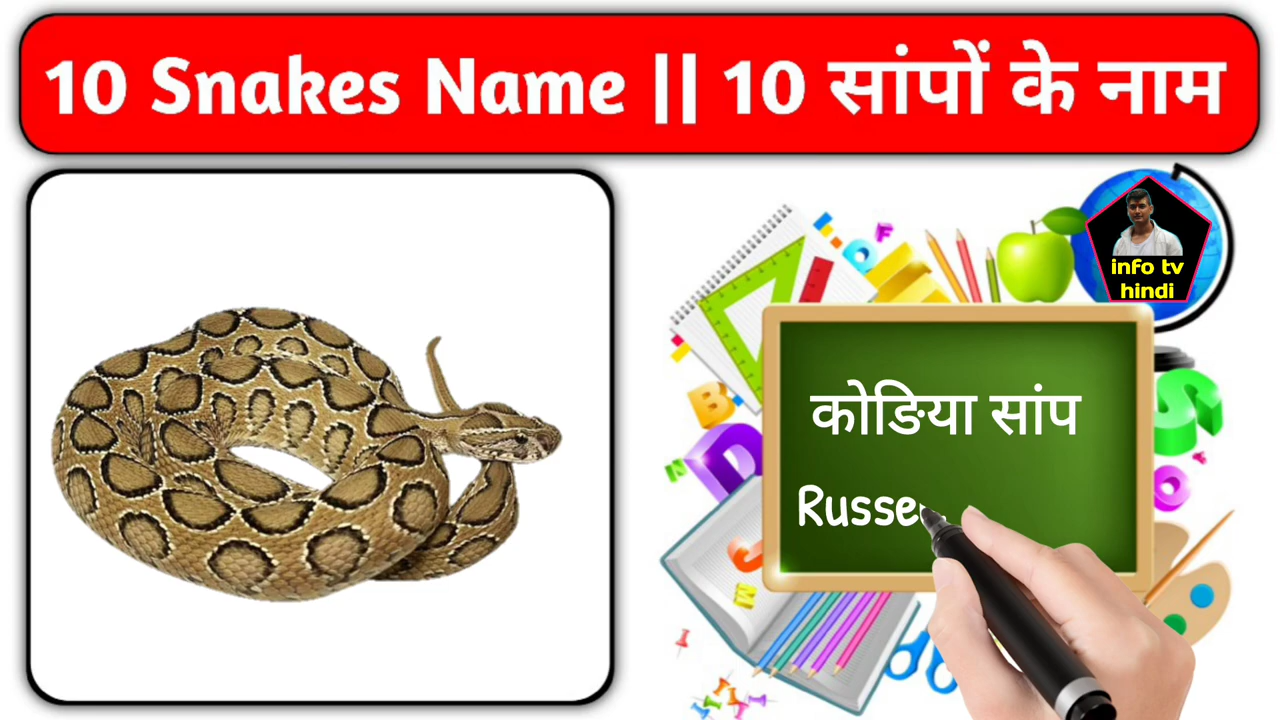 10 Snakes Name || 10 सांपों के नाम
info tv
hindi
कोङिया सांप
Russe